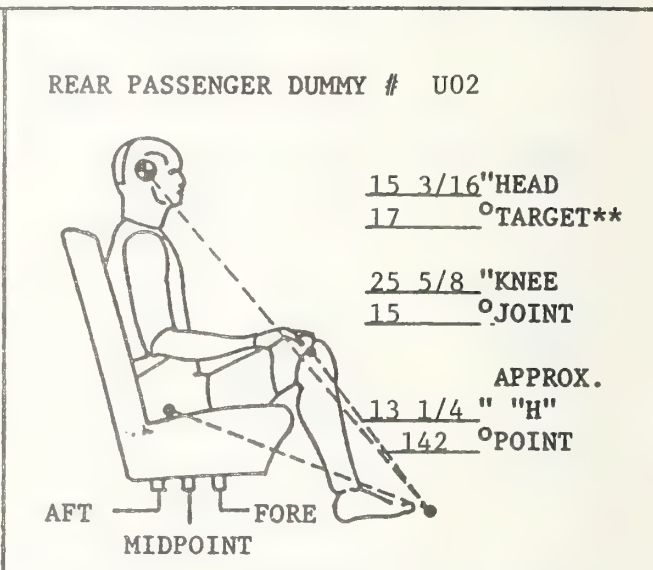 REAR PASSENGER DUMMY # U02
15 3/16"HEAD
17 °TARGET**
25 5/8 "KNEE
15 °JOINT
APPROX.
13 1/4 " "H"
142 °POINT
AFT FORE
MIDPOINT